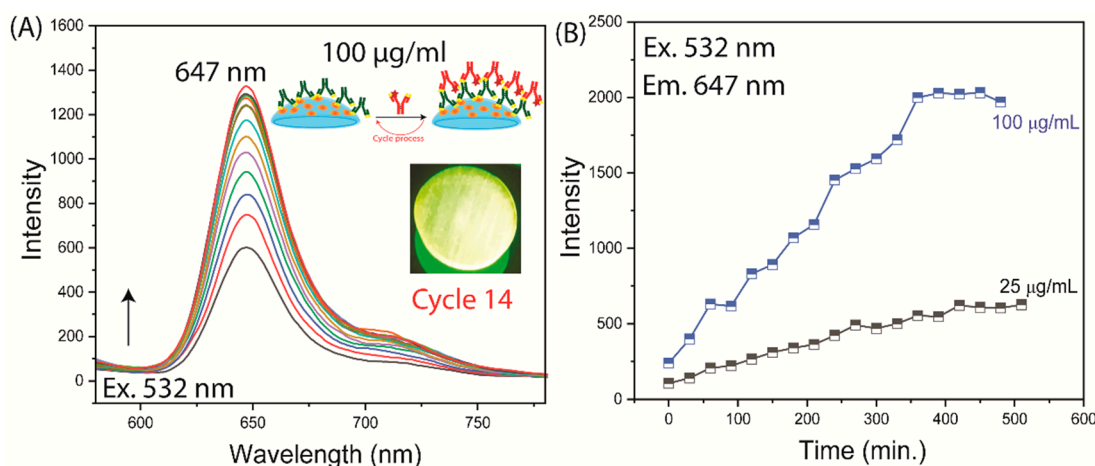 (A)
1600
1400
1200
1000
800
600
400
200
0
Intensity
647 nm
100 µg/ml
Cycle process
Cycle 14
Ex. 532 nm
600
650
700
750
Wavelength (nm)
(B)
2500
2000
1500
1000
500
0
Intensity
Ex. 532 nm
Em. 647 nm
100 µg/mL
25 µg/mL
0
100
200
300
400
500
600
Time (min.)